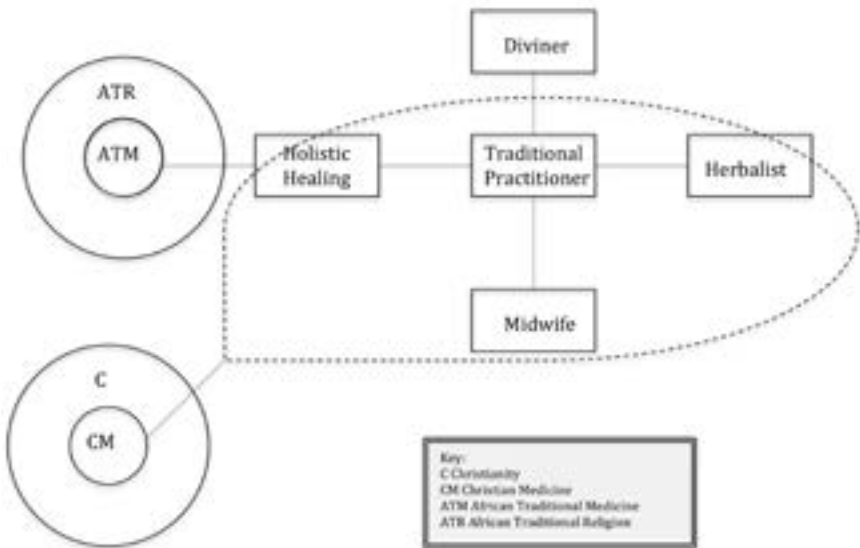 Diviner
ATR
ATM
Holistic
Healing
Traditional
Practitioner
Herbalist
Midwife
C
CM
Key:
C Christianity
CM Christian Medicine
ATM African Traditional Medicine
ATR African Traditional Religion